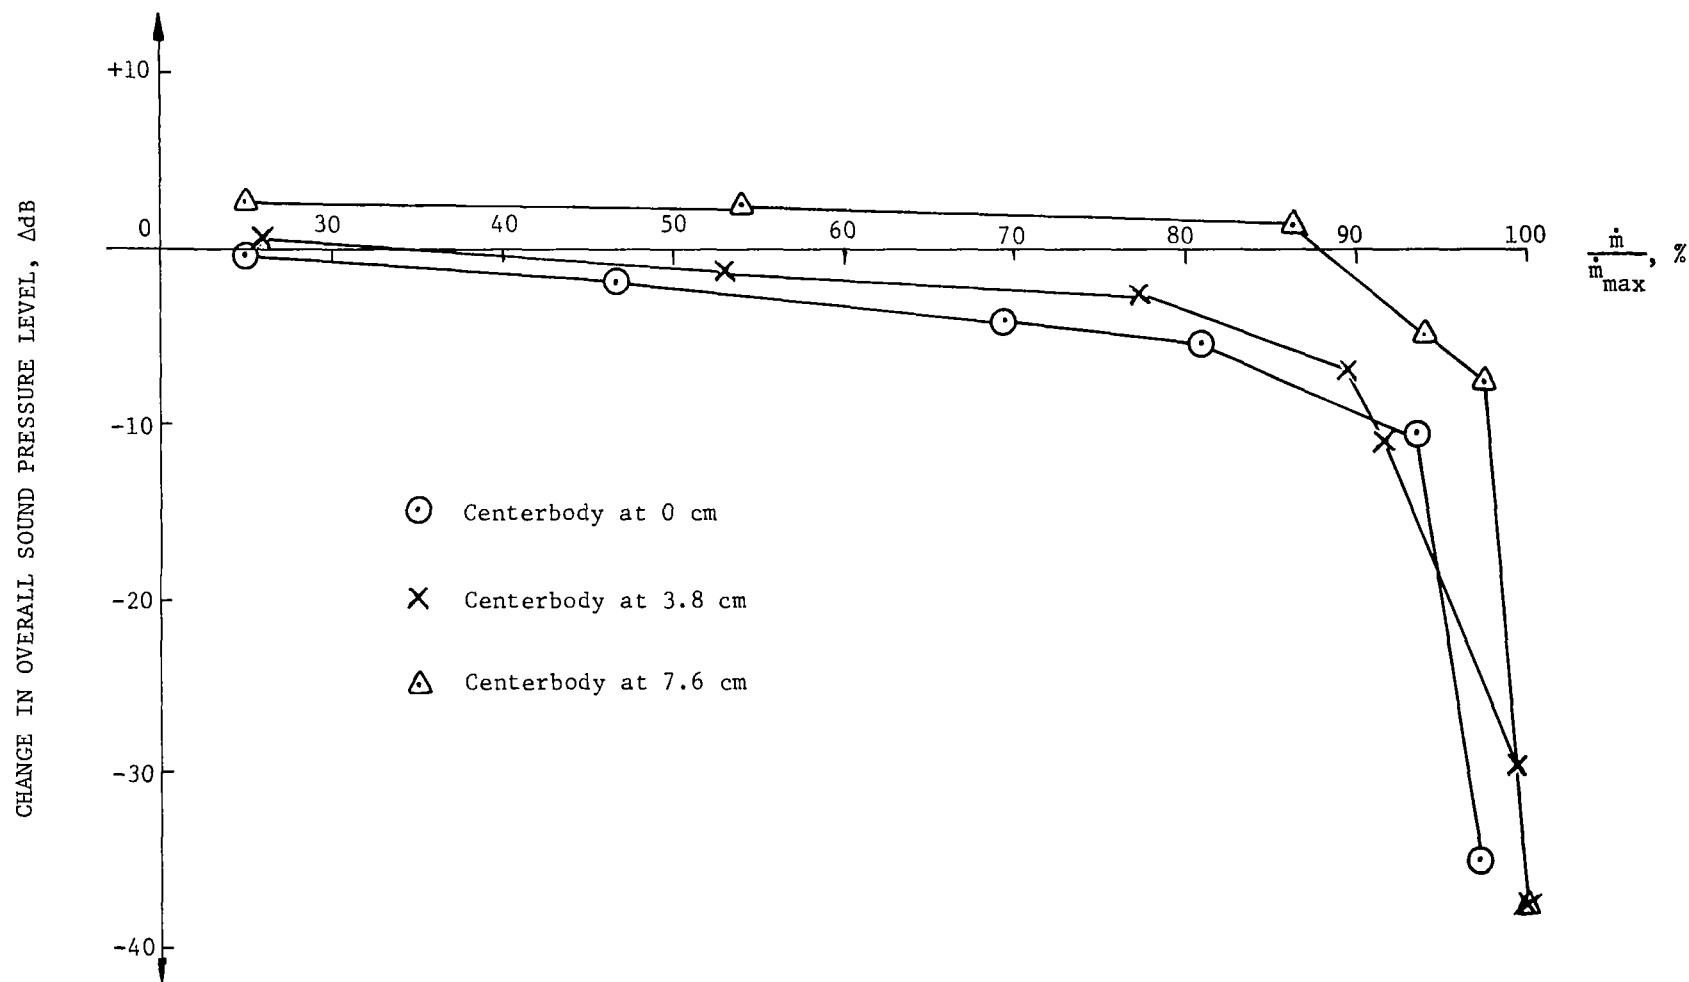 +10
0
30
40
50
60
70
80
90
100
ṁ
ṁmax, %
-10
-20
-30
-40
CHANGE IN OVERALL SOUND PRESSURE LEVEL, ΔdB
Centerbody at 0 cm
Centerbody at 3.8 cm
Centerbody at 7.6 cm